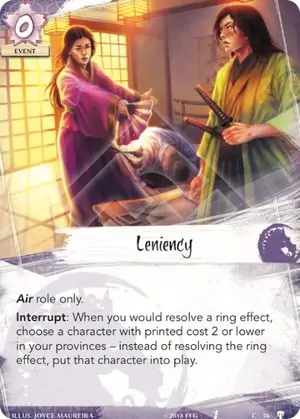 0
EVENT
Leniency
Air role only.
Interrupt: When you would resolve a ring effect,
choose a character with printed cost 2 or lower
in your provinces – instead of resolving the ring
effect, put that character into play.
ILLUS. JOYCE MAUREIRA
© 2018 FFG
C